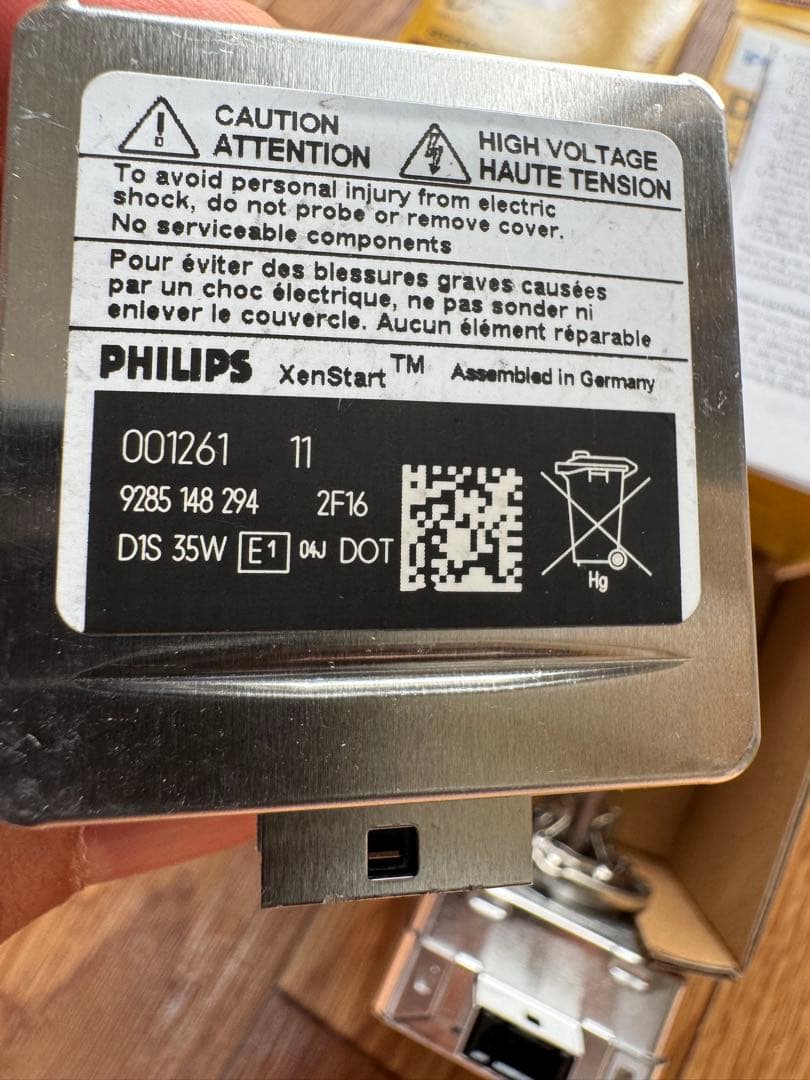 CAUTION
ATTENTION
HIGH VOLTAGE
HAUTE TENSION
To avoid personal injury from electric
shock, do not probe or remove cover.
No serviceable components
Pour éviter des blessures graves causées
par un choc électrique, ne pas sonder ni
enlever le couvercle. Aucun élément réparable
PHILIPS XenStart™ Assembled in Germany
001261 11
9285 148 294 2F16
D1S 35W E1 04J DOT
Hg